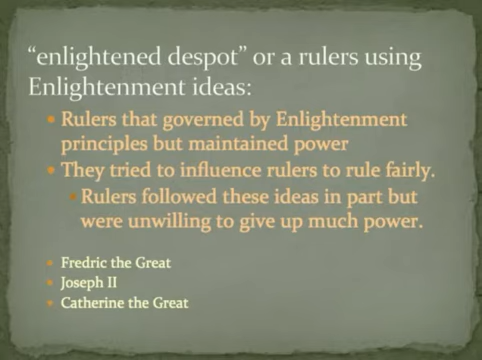 “enlightened despot” or a rulers using
Enlightenment ideas:
• Rulers that governed by Enlightenment
principles but maintained power
• They tried to influence rulers to rule fairly.
• Rulers followed these ideas in part but
were unwilling to give up much power.
• Fredric the Great
• Joseph II
• Catherine the Great